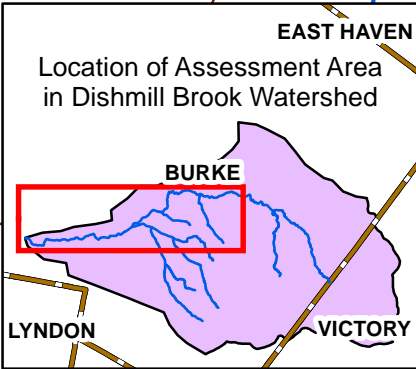 EAST HAVEN
Location of Assessment Area
in Dishmill Brook Watershed
BURKE
LYNDON
VICTORY